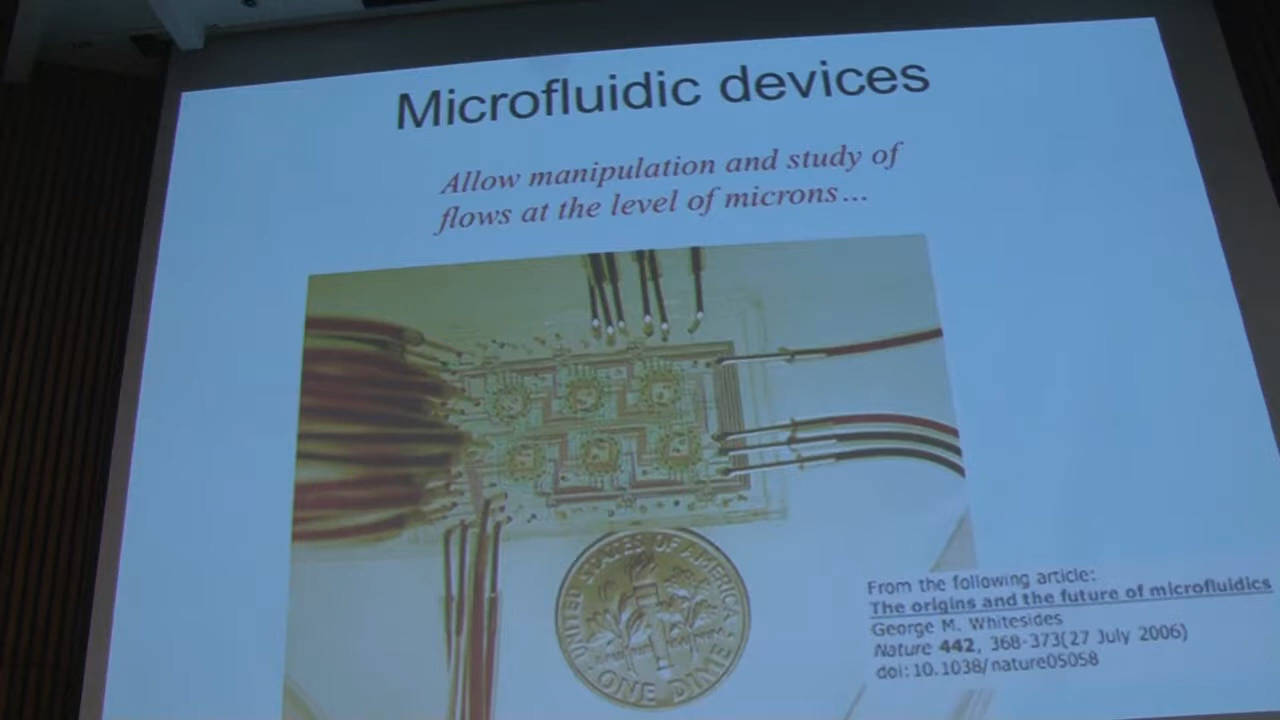 Microfluidic devices
Allow manipulation and study of
flows at the level of microns...
UNITED STATES OF AMERICA
ONE DIME
From the following article:
The origins and the future of microfluidics
George M. Whitesides
Nature 442, 368-373(27 July 2006)
doi:10.1038/nature05058